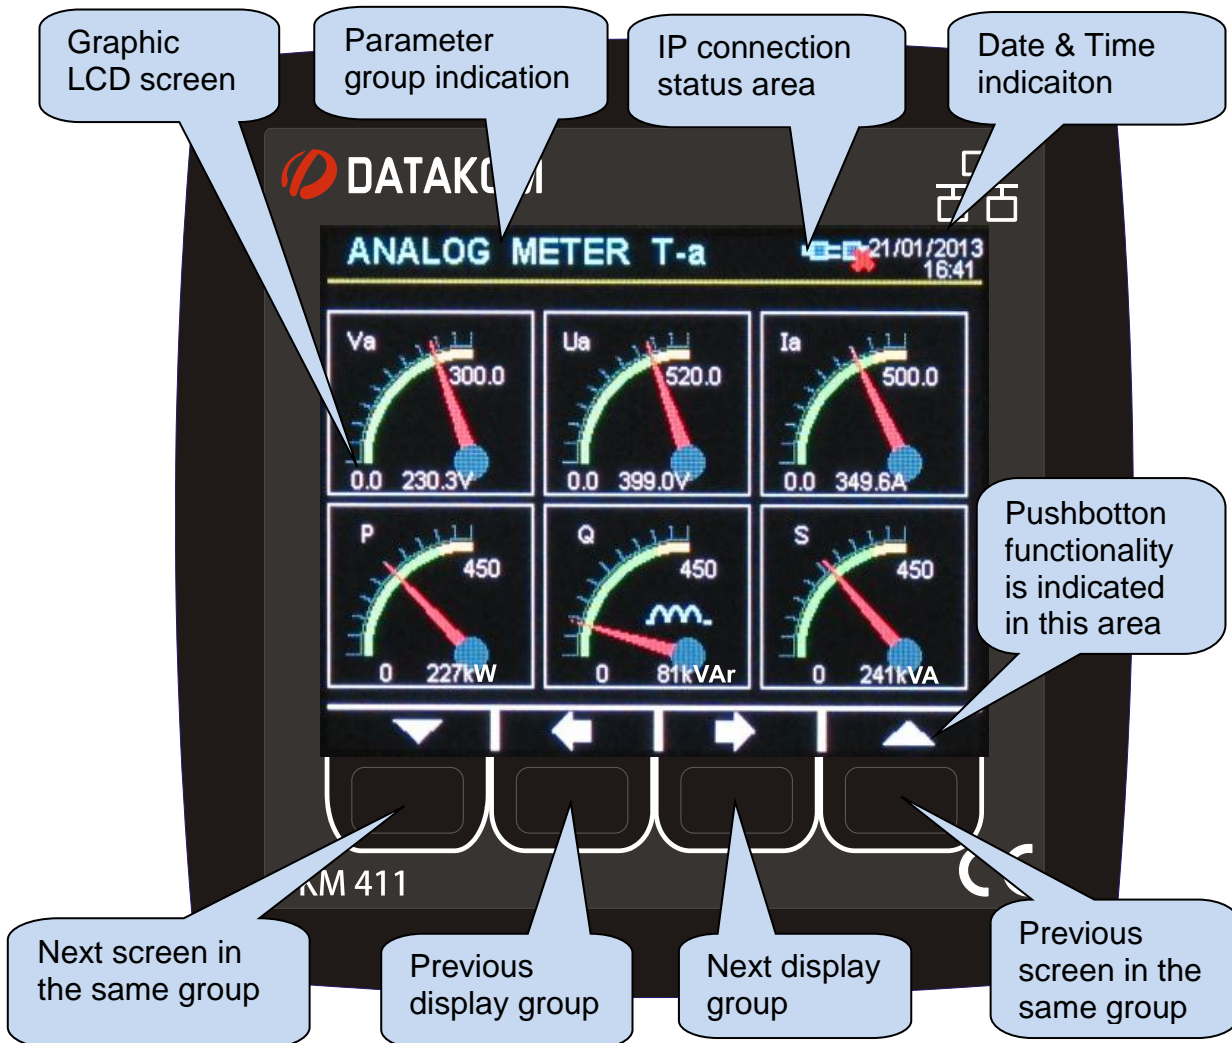 Graphic
LCD screen
Parameter
group indication
IP connection
status area
Date & Time
indicaiton
ANALOG METER T-a
21/01/2013
16:41
Va
300.0
0.0 230.3V
Ua
520.0
0.0 399.0V
Ia
500.0
0.0 349.6A
P
450
0 227kW
Q
450
0 81kVAr
S
450
0 241kVA
Pushbotton
functionality
is indicated
in this area
411
Next screen in
the same group
Previous
display group
Next display
group
Previous
screen in the
same group